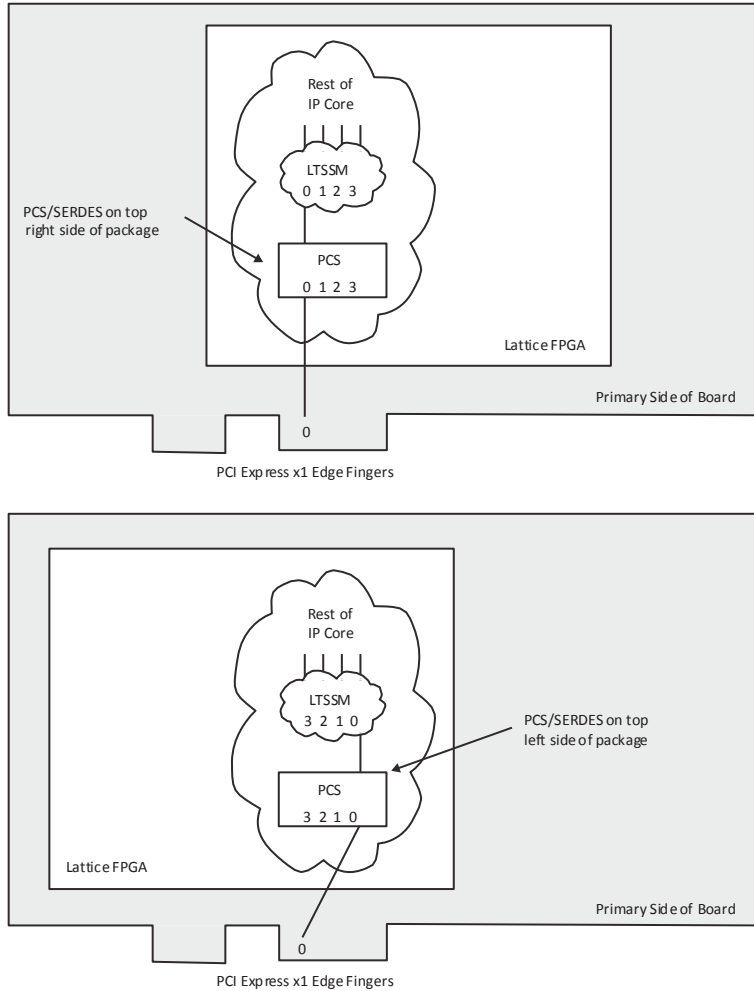 Rest of
IP Core
LTSSM
0 1 2 3
PCS/SERDES on top
right side of package
PCS
0 1 2 3
Lattice FPGA
Primary Side of Board
0
PCI Express x1 Edge Fingers
Rest of
IP Core
LTSSM
3 2 1 0
PCS/SERDES on top
left side of package
PCS
3 2 1 0
Lattice FPGA
Primary Side of Board
0
PCI Express x1 Edge Fingers